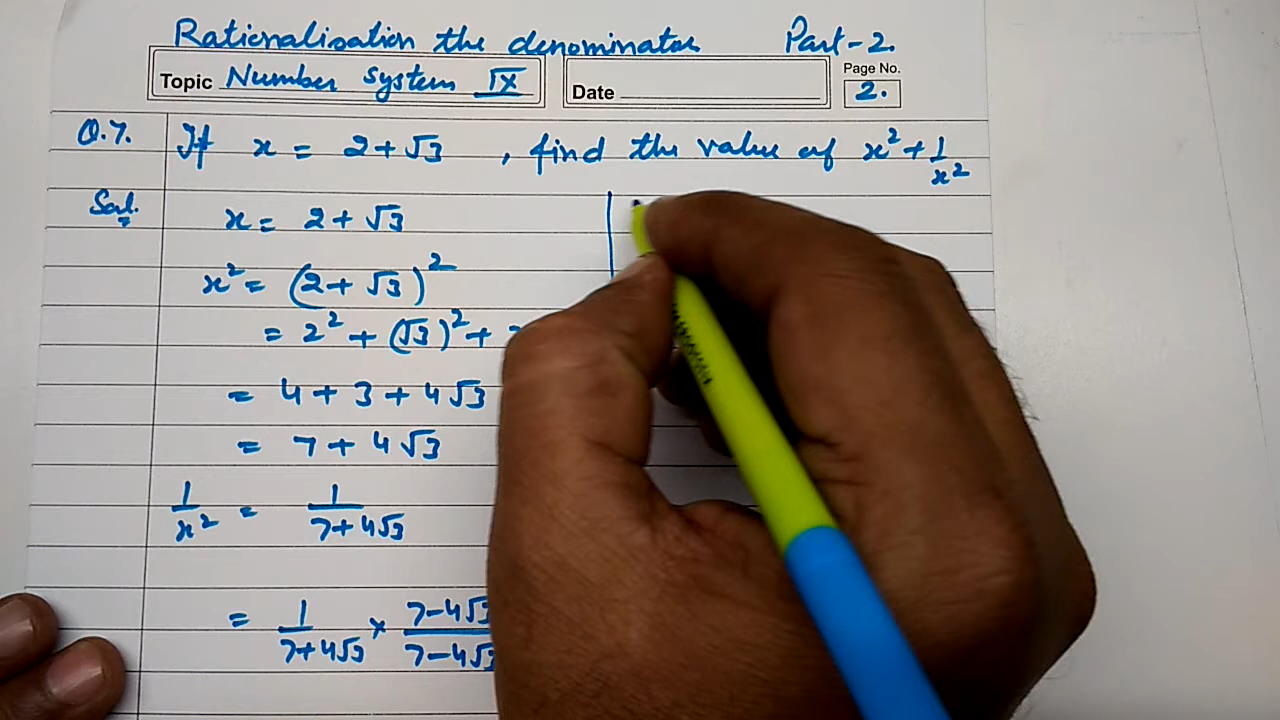 Rationalisation the denominator Part-2.
Topic Number system IX Date Page No. 2.
Q.7. If x = 2+√3 , find the value of x² + 1/x²
Sol. x = 2+√3
x² = (2+√3)²
= 2² + (√3)² +
= 4 + 3 + 4√3
= 7 + 4√3
1/x² = 1/7+4√3
= 1/7+4√3 × 7-4√3/7-4√3